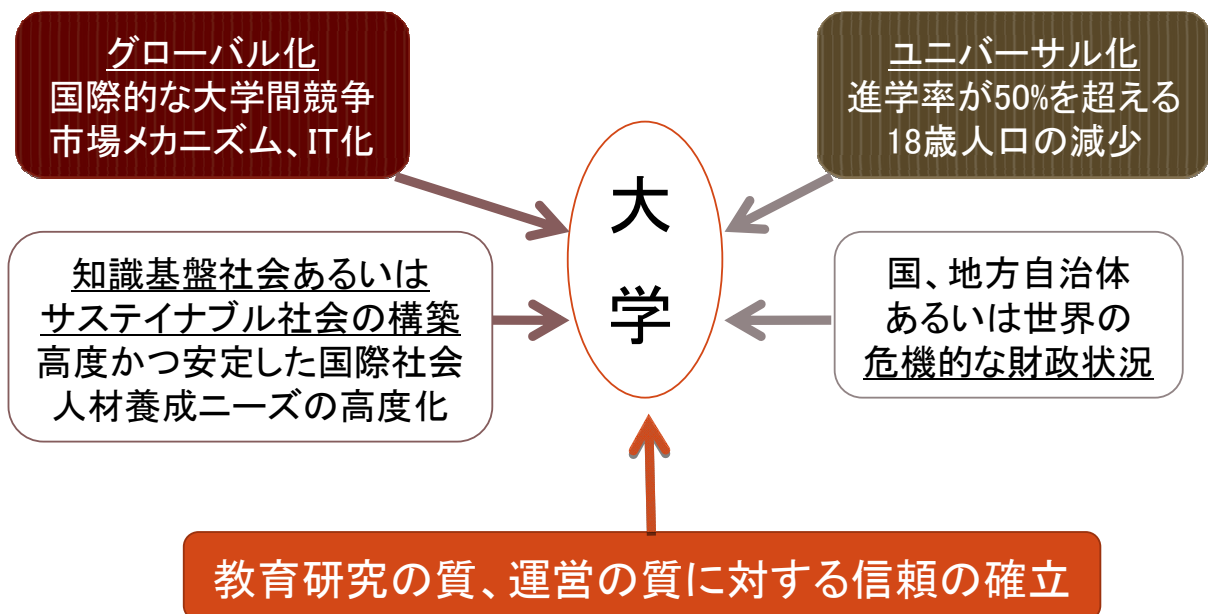 グローバル化
国際的な大学間競争
市場メカニズム、IT化
ユニバーサル化
進学率が50%を超える
18歳人口の減少
大
学
知識基盤社会あるいは
サステイナブル社会の構築
高度かつ安定した国際社会
人材養成ニーズの高度化
国、地方自治体
あるいは世界の
危機的な財政状況
教育研究の質、運営の質に対する信頼の確立